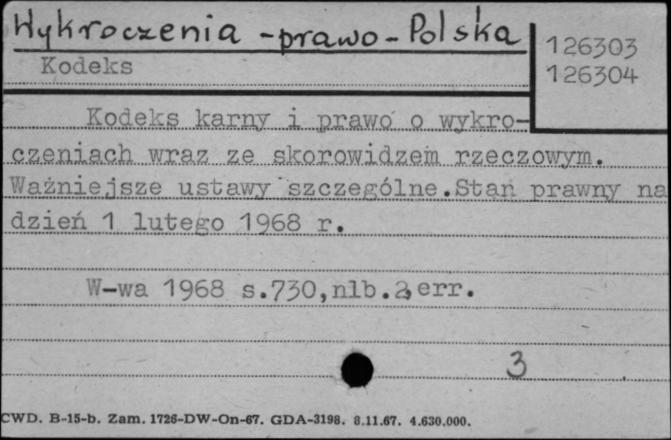 Wykroczenia - prawo - Polska
126303
Kodeks
126304
Kodeks karny i prawo o wykro-
czeniach wraz ze skorowidzem rzeczowym.
Ważniejsze ustawy szczególne.Stan prawny na
dzień 1 lutego 1968 r.
W-wa 1968 s.730,nlb.2,err.
3
CWD. B-15-b. Zam. 1726-DW-On-67. GDA-3198. 8.11.67. 4.630.000.